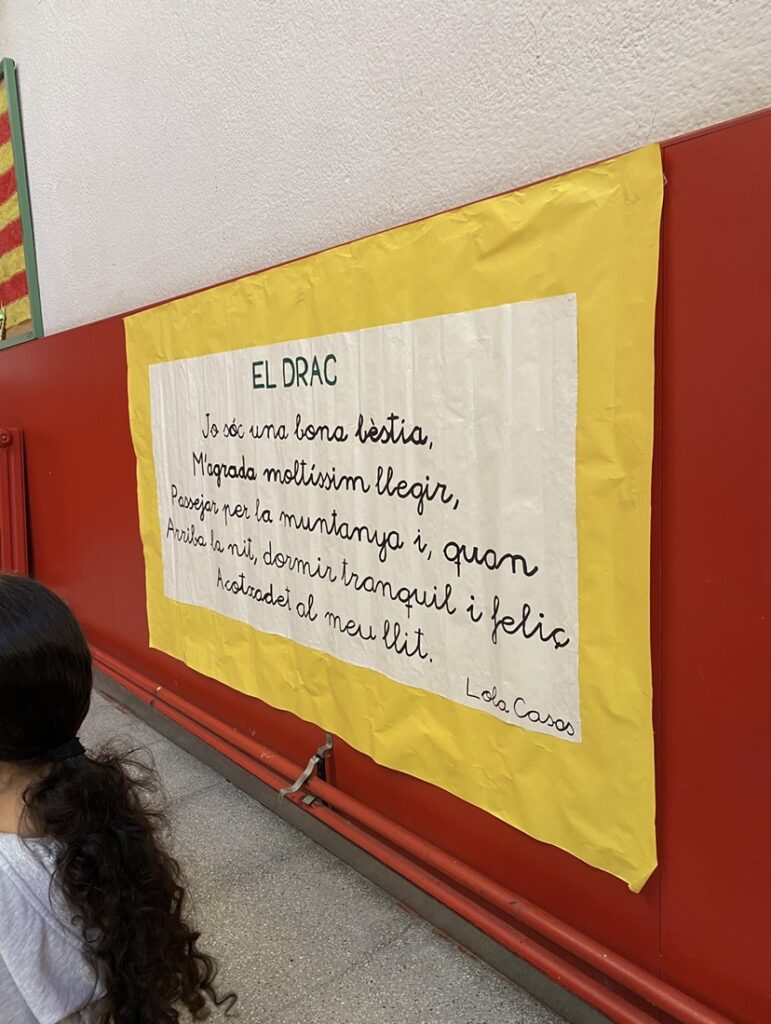 EL DRAC
Jo sóc una bona bèstia,
M'agrada moltíssim llegir,
Passejar per la muntanya i, quan
Arriba la nit, dormir tranquil i feliç
Acotxadet al meu llit.
Lola Casas